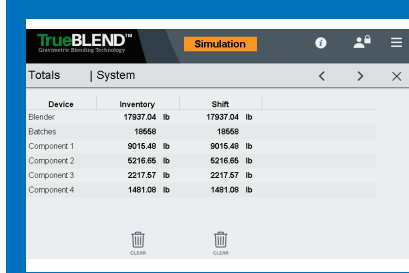 TrueBLEND™
Gravimetric Blending Technology
Simulation
Totals | System
Device Inventory Shift
Blender 17937.04 lb 17937.04 lb
Batches 18558 18558
Component 1 9015.48 lb 9015.48 lb
Component 2 5216.65 lb 5216.65 lb
Component 3 2217.57 lb 2217.57 lb
Component 4 1481.08 lb 1481.08 lb
CLEAR CLEAR